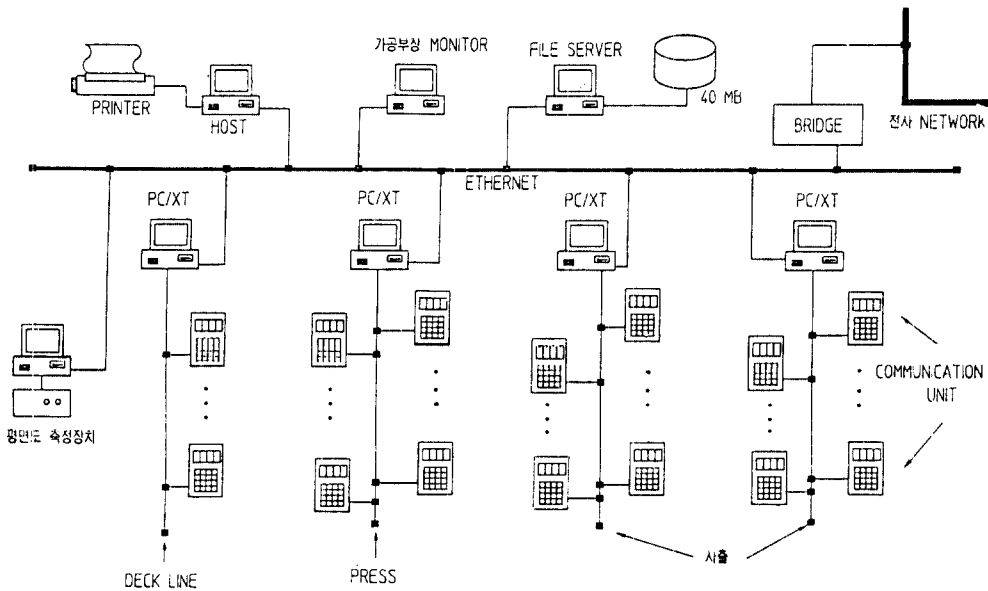 가공부장 MONITOR
FILE SERVER
PRINTER
HOST
40 MB
BRIDGE
전사 NETWORK
ETHERNET
PC/XT
PC/XT
PC/XT
PC/XT
COMMUNICATION
UNIT
평면도 측정장치
DECK LINE
PRESS
사출